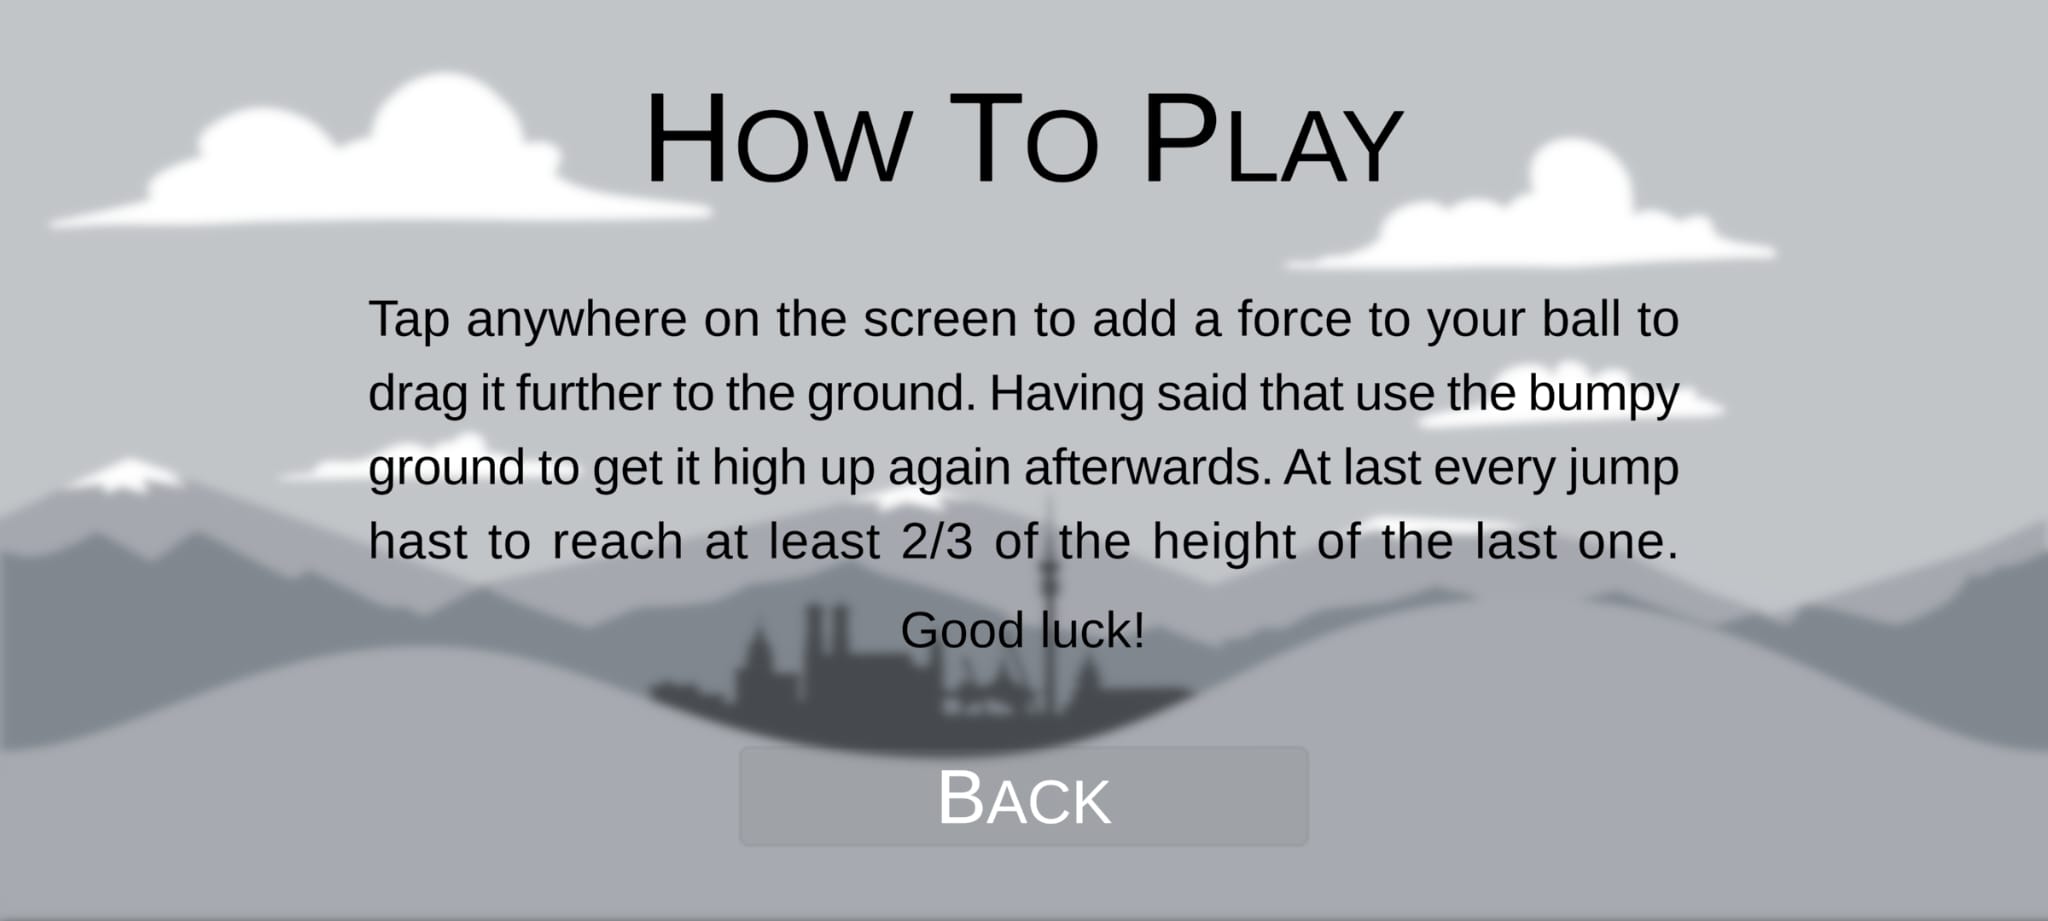 How To Play
Tap anywhere on the screen to add a force to your ball to
drag it further to the ground. Having said that use the bumpy
ground to get it high up again afterwards. At last every jump
hast to reach at least 2/3 of the height of the last one.
Good luck!
Back